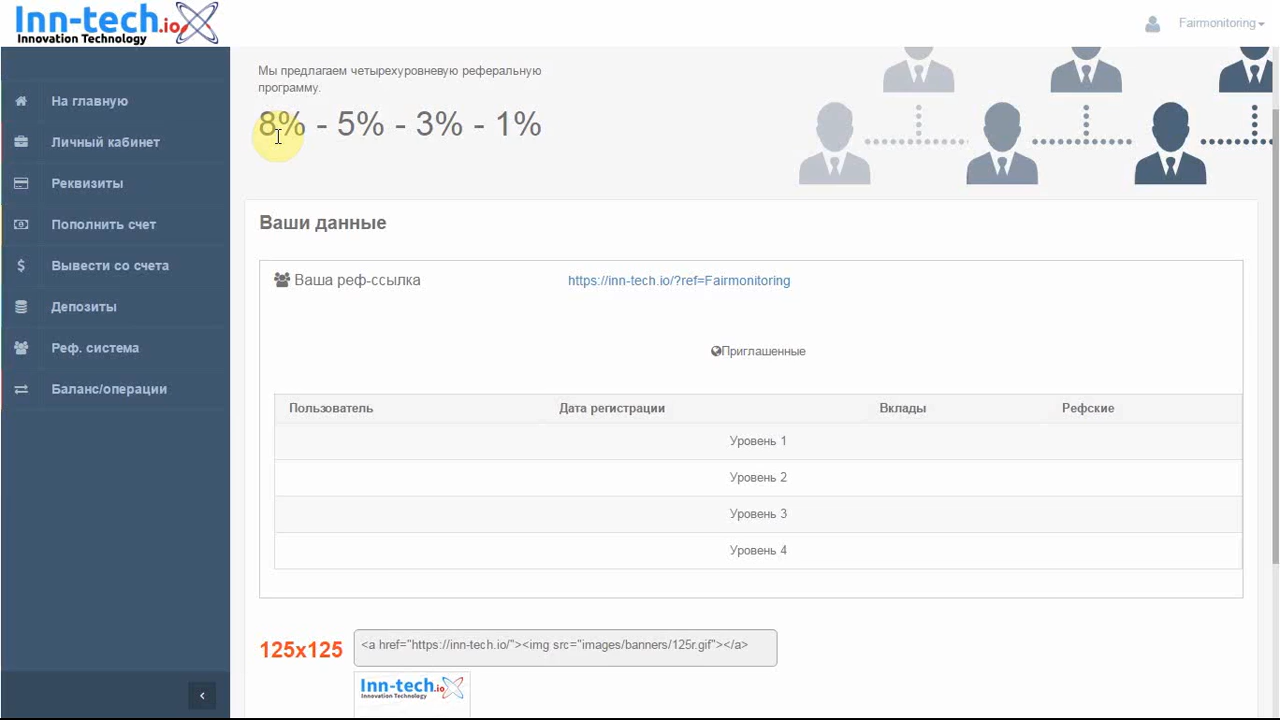 Inn-tech.io
Innovation Technology
Fairmonitoring
На главную
Личный кабинет
Реквизиты
Пополнить счет
Вывести со счета
Депозиты
Реф. система
Баланс/операции
Мы предлагаем четырехуровневую реферальную
программу.
8% - 5% - 3% - 1%
Ваши данные
Ваша реф-ссылка https://inn-tech.io/?ref=Fairmonitoring
Приглашенные
Пользователь Дата регистрации Вклады Рефские
Уровень 1
Уровень 2
Уровень 3
Уровень 4
125x125 <a href="https://inn-tech.io/"><img src="images/banners/125r.gif"></a>
Inn-tech.io
Innovation Technology